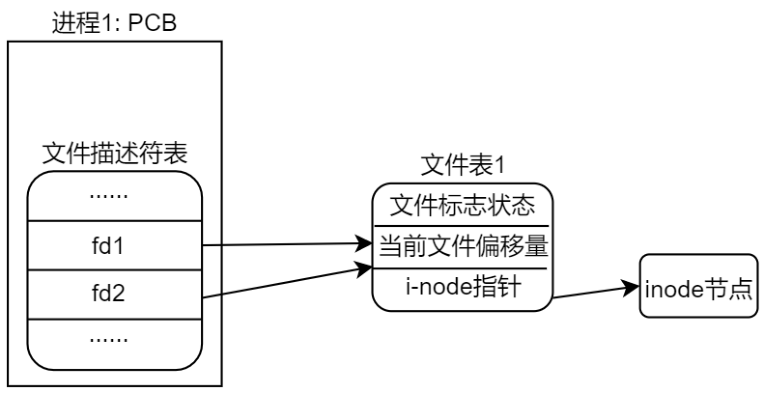 进程1: PCB
文件描述符表
······
fd1
fd2
······
文件表1
文件标志状态
当前文件偏移量
i-node指针
inode节点